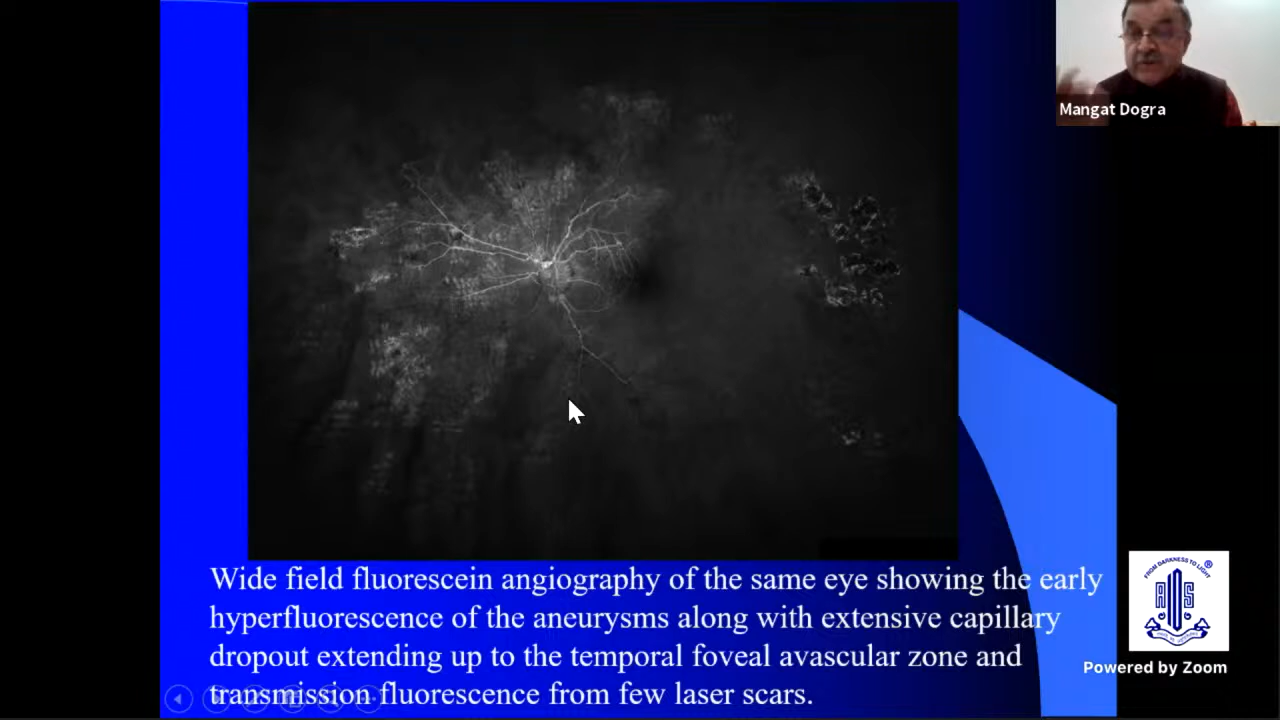 Mangat Dogra
Wide field fluorescein angiography of the same eye showing the early
hyperfluorescence of the aneurysms along with extensive capillary
dropout extending up to the temporal foveal avascular zone and
transmission fluorescence from few laser scars.
FROM DARKNESS TO LIGHT
®
AIOS
Powered by Zoom